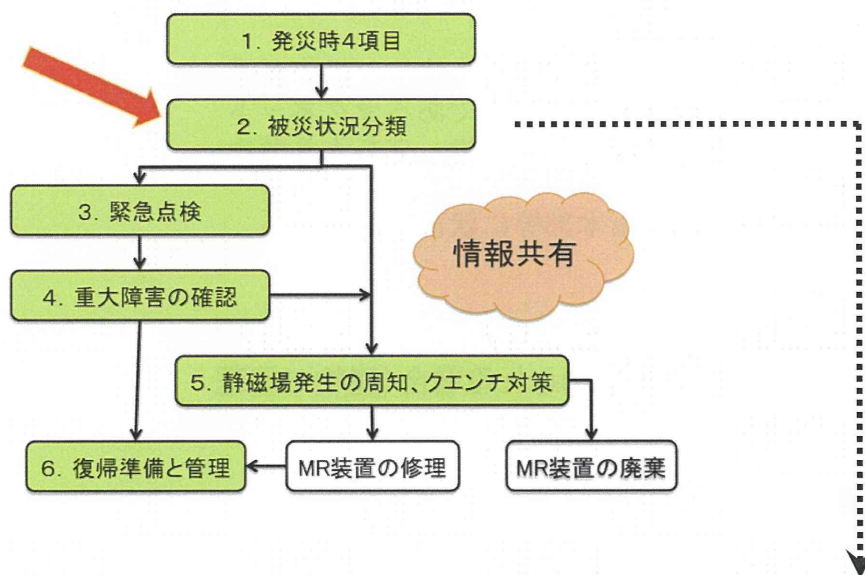 1. 発災時4項目
2. 被災状況分類
3. 緊急点検
情報共有
4. 重大障害の確認
5. 静磁場発生の周知、クエンチ対策
6. 復帰準備と管理
MR装置の修理
MR装置の廃棄